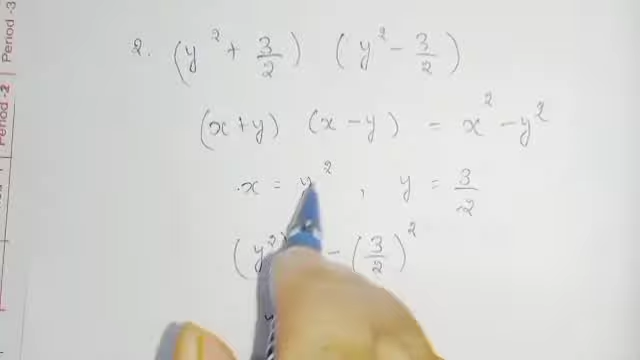 Period -3
Period -2
2. (y² + 3/2) (y² - 3/2)
(x+y) (x-y) = x² - y²
x = y², y = 3/2
(y²) - (3/2)²